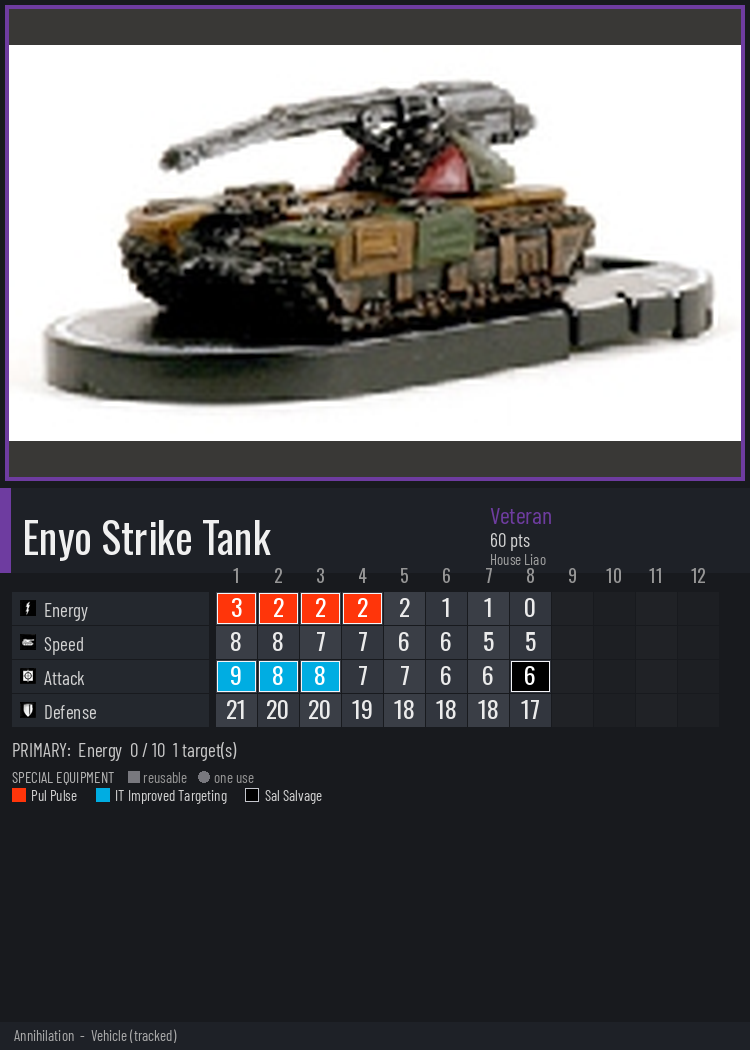 Enyo Strike Tank
Veteran
60 pts
House Liao
1 2 3 4 5 6 7 8 9 10 11 12
Energy 3 2 2 2 2 1 1 0
Speed 8 8 7 7 6 6 5 5
Attack 9 8 8 7 7 6 6 6
Defense 21 20 20 19 18 18 18 17
PRIMARY: Energy 0 / 10 1 target(s)
SPECIAL EQUIPMENT reusable one use
Pul Pulse IT Improved Targeting Sal Salvage
Annihilation - Vehicle (tracked)